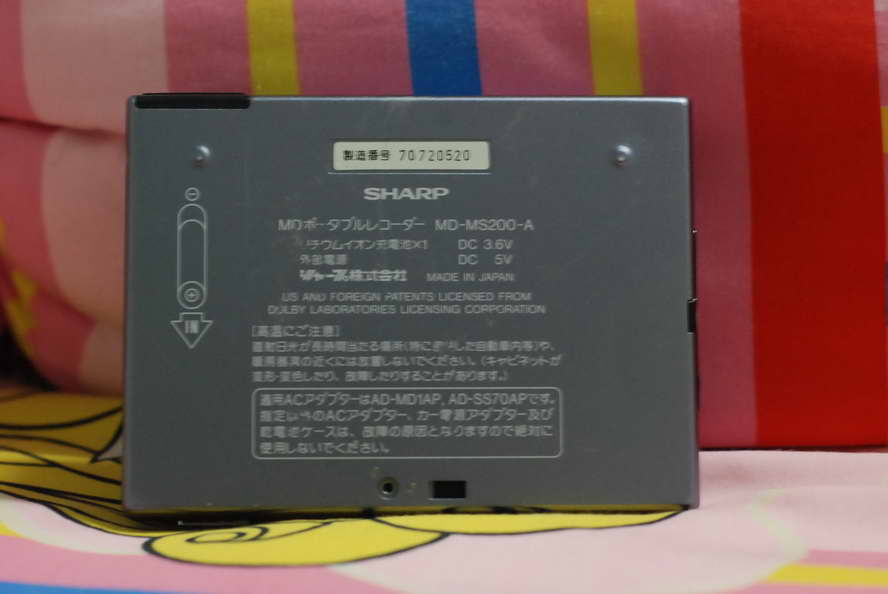 製造番号 70720520
SHARP
MDポータブルレコーダー MD-MS200-A
リチウムイオン充電池×1 DC 3.6V
外部電源 DC 5V
シャープ株式会社 MADE IN JAPAN
US AND FOREIGN PATENTS LICENSED FROM
DOLBY LABORATORIES LICENSING CORPORATION
IN
[高温にご注意]
直射日光が長時間当たる場所(特に密閉した自動車内等)や、
暖房器具の近くには放置しないでください。(キャビネットが
変形・変色したり、故障したりすることがあります。)
適用ACアダプターはAD-MD1AP, AD-SS70APです。
指定以外のACアダプター、カー電源アダプター及び
乾電池ケースは、故障の原因となりますので絶対に
使用しないでください。